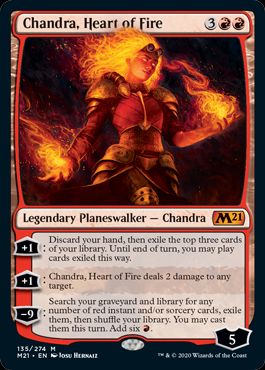 Chandra, Heart of Fire 3
Legendary Planeswalker — Chandra M21
+1: Discard your hand, then exile the top three cards
of your library. Until end of turn, you may play
cards exiled this way.
+1: Chandra, Heart of Fire deals 2 damage to any
target.
−9: Search your graveyard and library for any
number of red instant and/or sorcery cards, exile
them, then shuffle your library. You may cast
them this turn. Add six.
5
135/274 M
M21 • EN Josu Hernaiz
™ & © 2020 Wizards of the Coast